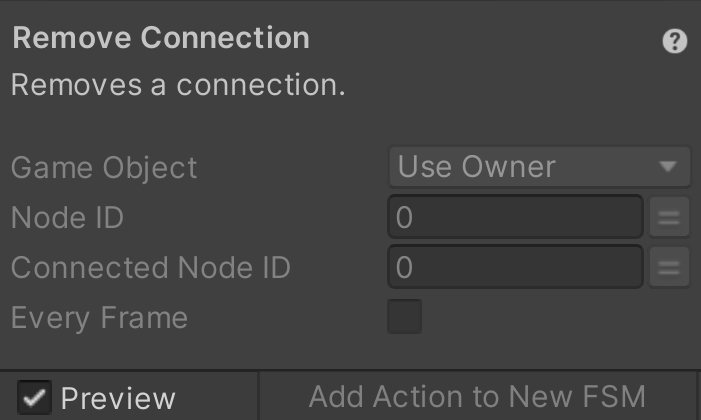 Remove Connection
Removes a connection.
Game Object Use Owner
Node ID 0 =
Connected Node ID 0 =
Every Frame
Preview Add Action to New FSM